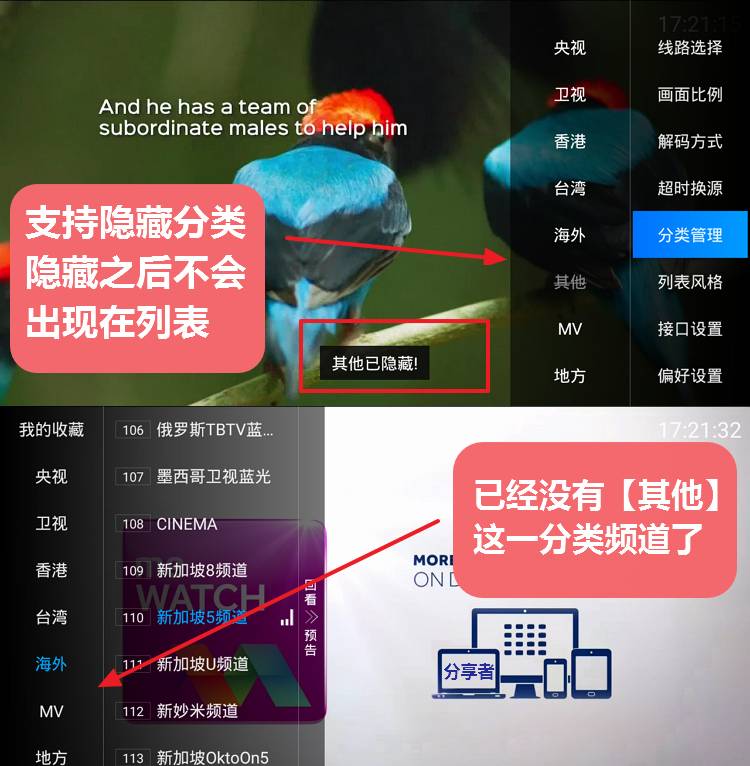 17:21:15
And he has a team of
subordinate males to help him
支持隐藏分类
隐藏之后不会
出现在列表
其他已隐藏!
央视
卫视
香港
台湾
海外
其他
MV
地方
线路选择
画面比例
解码方式
超时换源
分类管理
列表风格
接口设置
偏好设置
我的收藏
央视
卫视
香港
台湾
海外
MV
地方
106 俄罗斯TBTV蓝...
107 墨西哥卫视蓝光
108 CINEMA
109 新加坡8频道
110 新加坡5频道
111 新加坡U频道
112 新妙米频道
113 新加坡OktoOn5
回看
预告
WATCH
17:21:32
已经没有【其他】
这一分类频道了
MORE
ON D
分享者